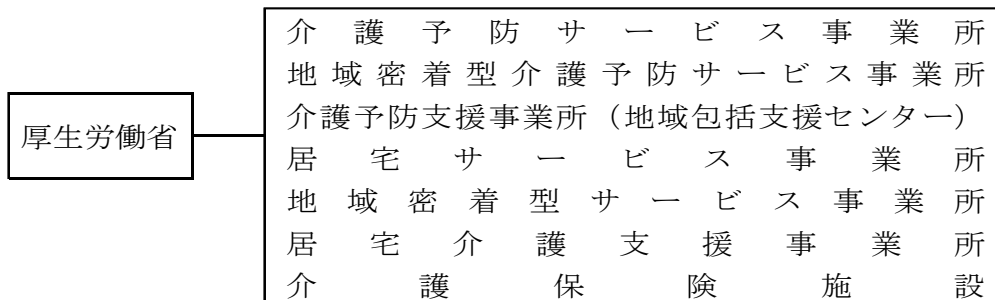 厚生労働省
介護予防サービス事業所
地域密着型介護予防サービス事業所
介護予防支援事業所（地域包括支援センター）
居宅サービス事業所
地域密着型サービス事業所
居宅介護支援事業所
介護保険施設